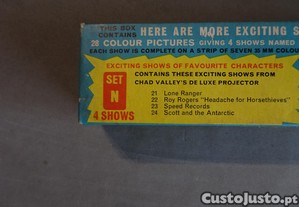 THIS BOX
CONTAINS
HERE ARE MORE EXCITING S
28 COLOUR PICTURES GIVING 4 SHOWS NAMED
EACH SHOW IS COMPLETE ON A STRIP OF SEVEN 35 MM COLOUR
EXCITING SHOWS OF FAVOURITE CHARACTERS
SET
N
4 SHOWS
CONTAINS THESE EXCITING SHOWS FROM
CHAD VALLEY'S DE LUXE PROJECTOR
21 Lone Ranger
22 Roy Rogers "Headache for Horsethieves"
23 Speed Records
24 Scott and the Antarctic
CustoJusto.pt